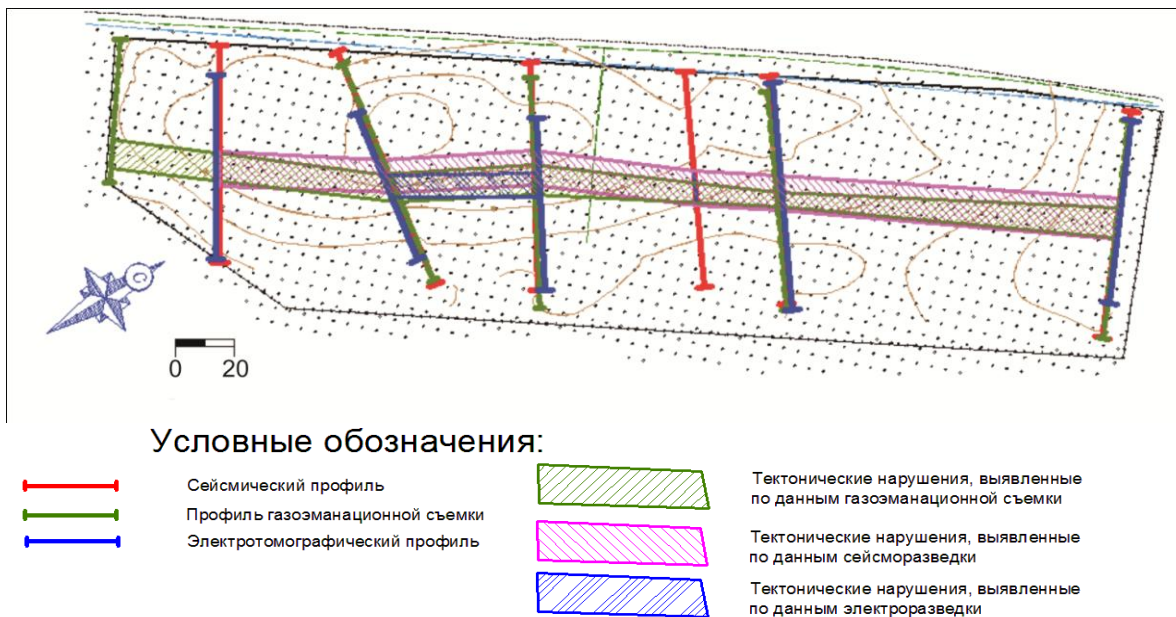 С
0 20
Условные обозначения:
Сейсмический профиль
Профиль газоэманационной съемки
Электротомографический профиль
Тектонические нарушения, выявленные
по данным газоэманационной съемки
Тектонические нарушения, выявленные
по данным сейсморазведки
Тектонические нарушения, выявленные
по данным электроразведки